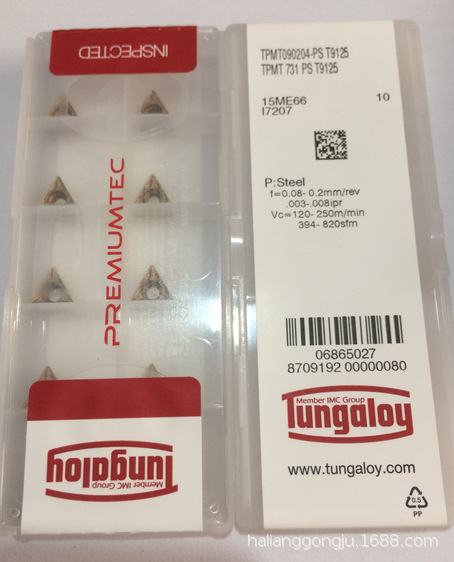 INSPECTED
PREMIUMTEC
Member IMC Group
Tungaloy
TPMT090204-PS T9125
TPMT 731 PS T9125
15ME66 10
I7207
P:Steel
f=0.08- 0.2mm/rev
.003-.008ipr
Vc=120- 250m/min
394- 820sfm
06865027
8709192 00000080
Member IMC Group
Tungaloy
www.tungaloy.com
0.5
PP
hailianggongju.1688.com